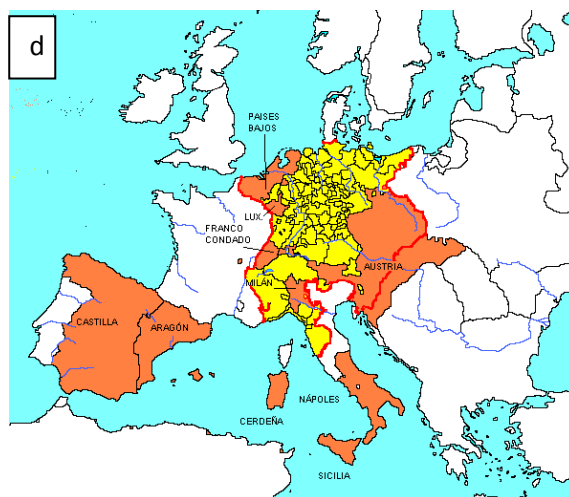 d
PAISES
BAJOS
LUX.
FRANCO
CONDADO
AUSTRIA
MILÁN
CASTILLA
ARAGÓN
NÁPOLES
CERDEÑA
SICILIA